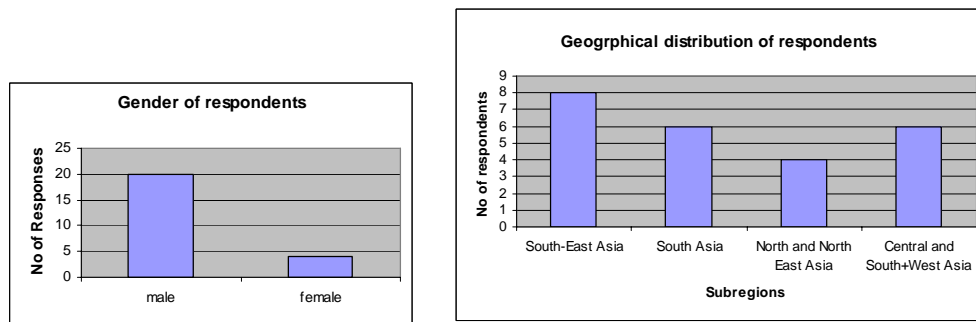 Gender of respondents
No of Responses
25
20
15
10
5
0
male
female
Geogrphical distribution of respondents
No of respondents
9
8
7
6
5
4
3
2
1
0
South-East Asia
South Asia
North and North
East Asia
Central and
South+West Asia
Subregions